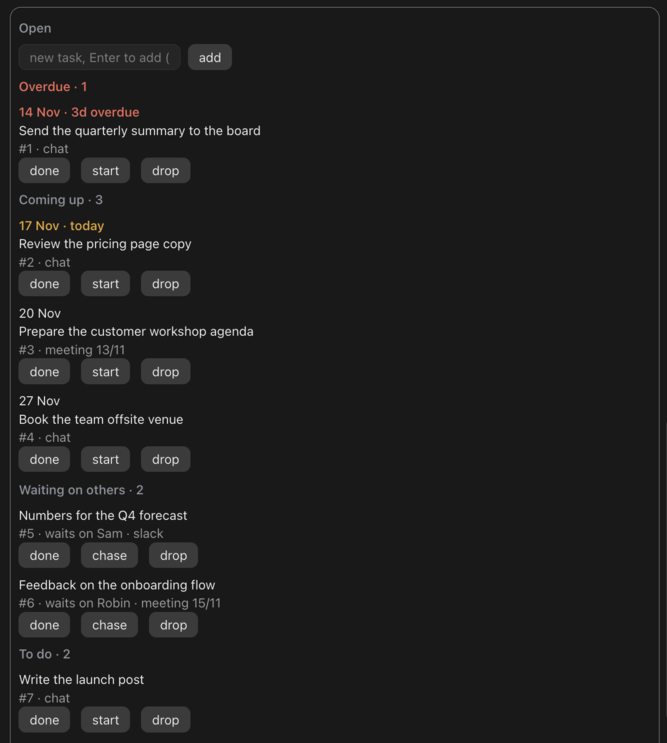 Open
new task, Enter to add (
add
Overdue · 1
14 Nov · 3d overdue
Send the quarterly summary to the board
#1 · chat
done start drop
Coming up · 3
17 Nov · today
Review the pricing page copy
#2 · chat
done start drop
20 Nov
Prepare the customer workshop agenda
#3 · meeting 13/11
done start drop
27 Nov
Book the team offsite venue
#4 · chat
done start drop
Waiting on others · 2
Numbers for the Q4 forecast
#5 · waits on Sam · slack
done chase drop
Feedback on the onboarding flow
#6 · waits on Robin · meeting 15/11
done chase drop
To do · 2
Write the launch post
#7 · chat
done start drop